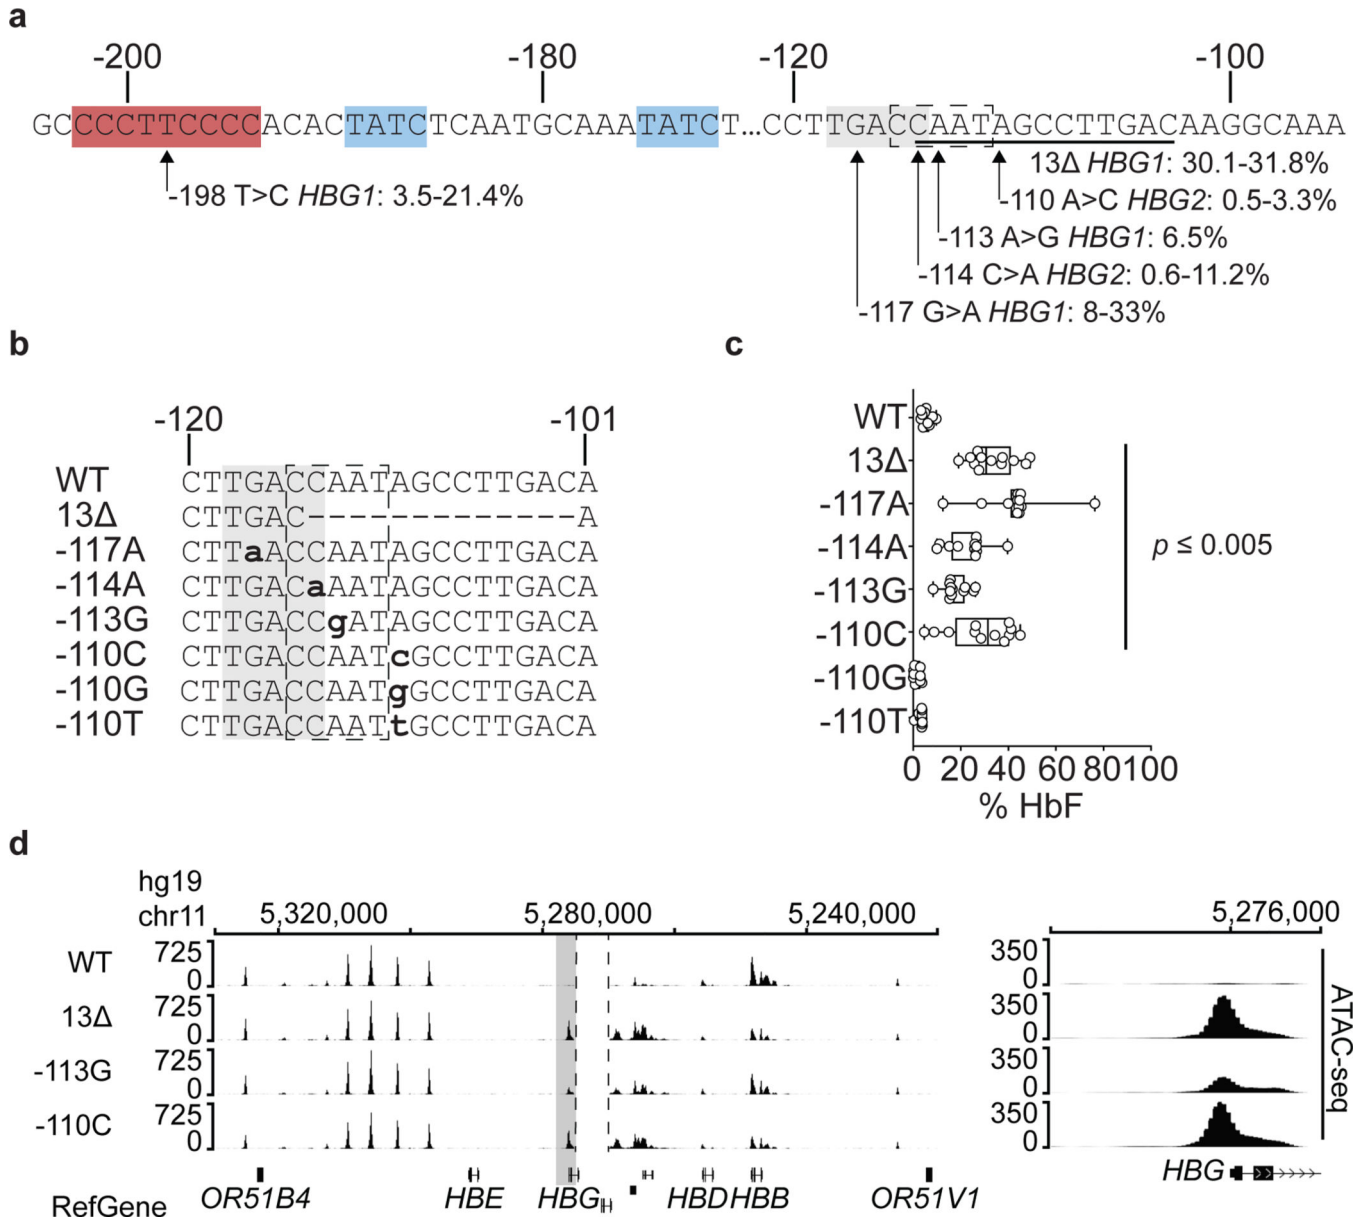 a
-200 -180 -120 -100
GCCCCTTCCCCACACTATCTCAATGCAAATATCT...CCTTGACCAATAGCCTTGACAAGGCAAA
13Δ HBG1: 30.1-31.8%
-198 T>C HBG1: 3.5-21.4%
-110 A>C HBG2: 0.5-3.3%
-113 A>G HBG1: 6.5%
-114 C>A HBG2: 0.6-11.2%
-117 G>A HBG1: 8-33%
b
-120 -101
WT CTTGACCAATAGCCTTGACA
13Δ CTTGAC-------------A
-117A CTTaACCAATAGCCTTGACA
-114A CTTGACaAATAGCCTTGACA
-113G CTTGACCgATAGCCTTGACA
-110C CTTGACCAATcGCCTTGACA
-110G CTTGACCAATgGCCTTGACA
-110T CTTGACCAATtGCCTTGACA
c
WT
13Δ
-117A
-114A
-113G
-110C
-110G
-110T
p ≤ 0.005
0 20 40 60 80 100
% HbF
d
hg19
chr11 5,320,000 5,280,000 5,240,000 5,276,000
WT 725 0 350 0
13Δ 725 0 350 0
-113G 725 0 350 0
-110C 725 0 350 0
ATAC-seq
RefGene OR51B4 HBE HBG HBD HBB OR51V1 HBG